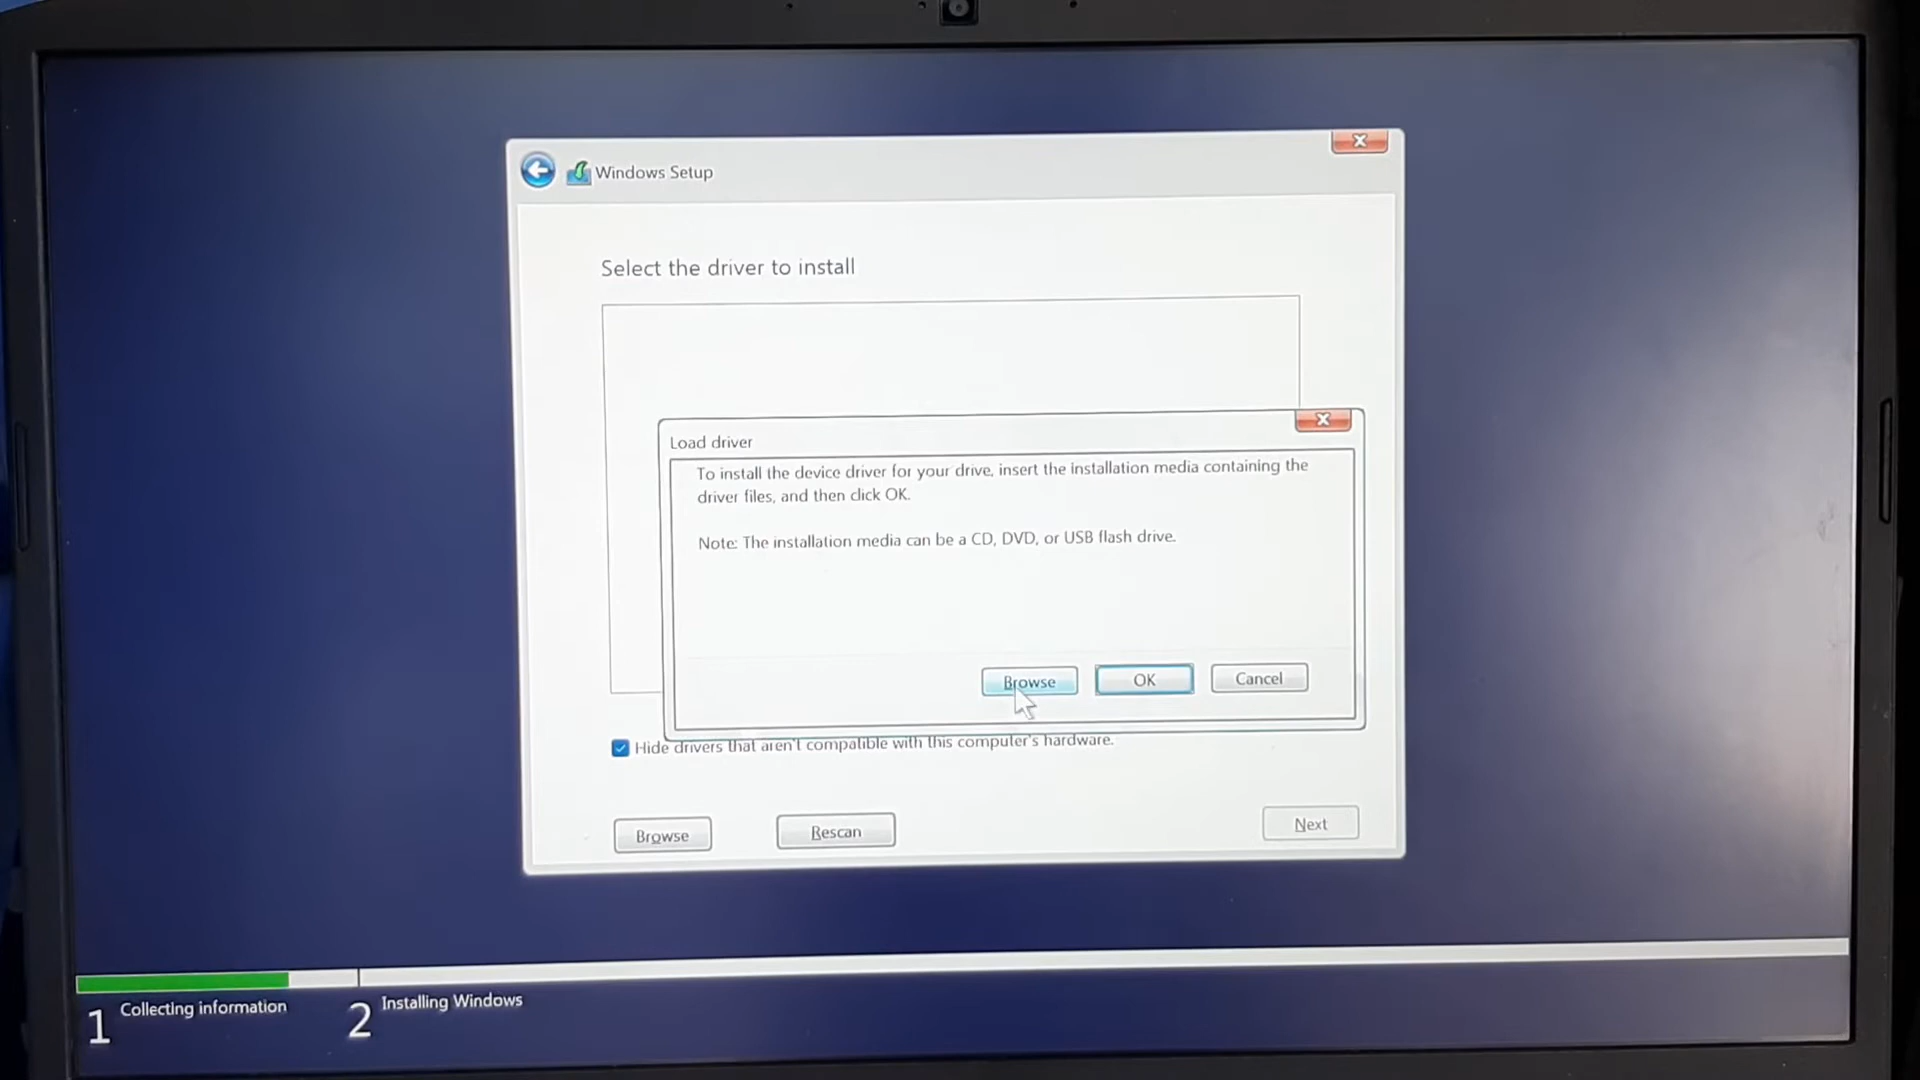 Windows Setup
Select the driver to install
Load driver
To install the device driver for your drive, insert the installation media containing the
driver files, and then click OK.
Note: The installation media can be a CD, DVD, or USB flash drive.
Browse OK Cancel
Hide drivers that aren't compatible with this computer's hardware.
Browse Rescan Next
1 Collecting information 2 Installing Windows